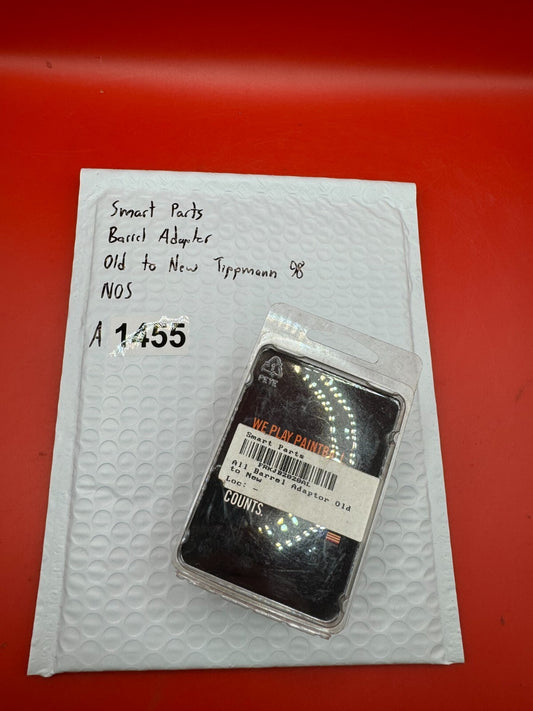 Smart Parts
Barrel Adapter
Old to New Tippmann 98
NOS
A 1455
PETE
WE PLAY PAINTB
Smart Parts
All Barrel Adaptor Old
to New
Loc: _
COUNTS.